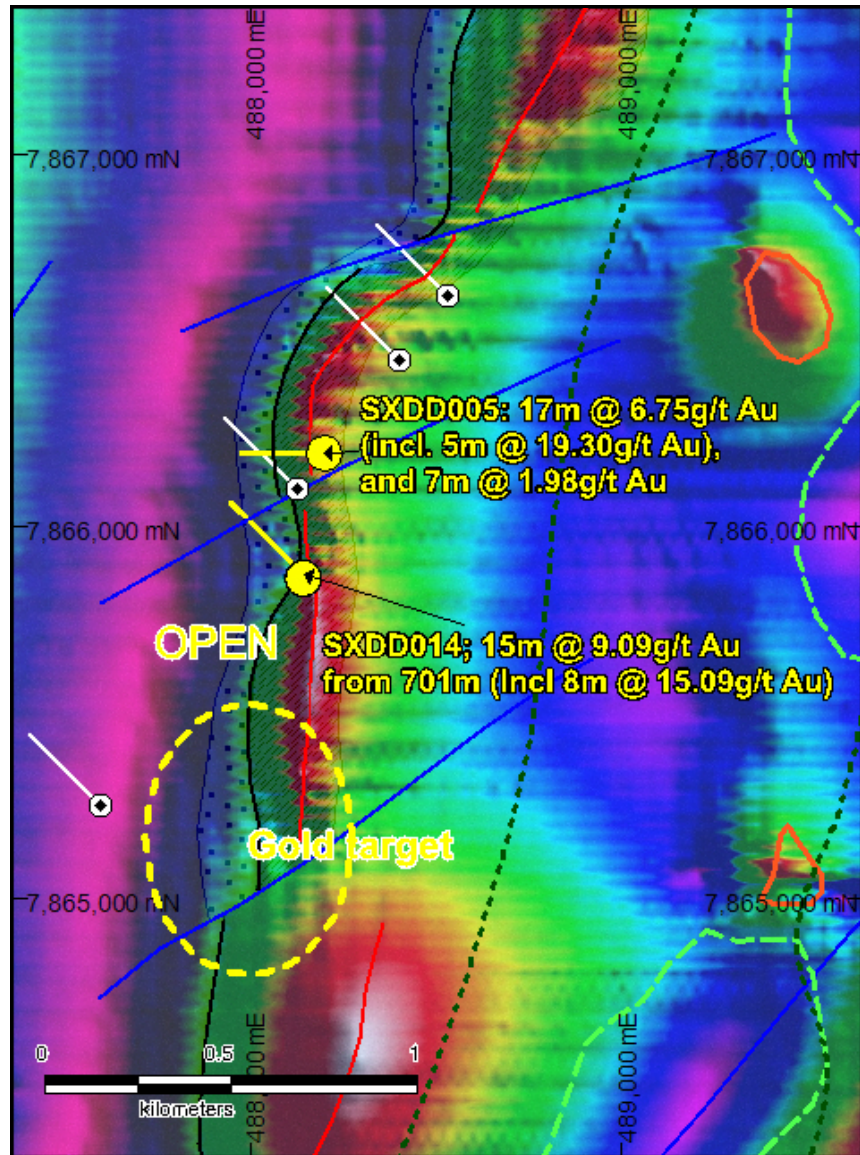 488,000 mE
489,000 mE
7,867,000 mN
7,867,000 mN
SXDD005: 17m @ 6.75g/t Au
(incl. 5m @ 19.30g/t Au),
and 7m @ 1.98g/t Au
7,866,000 mN
7,866,000 mN
OPEN
SXDD014; 15m @ 9.09g/t Au
from 701m (Incl 8m @ 15.09g/t Au)
Gold target
7,865,000 mN
7,865,000 mN
488,000 mE
489,000 mE
0 0.5 1
kilometers